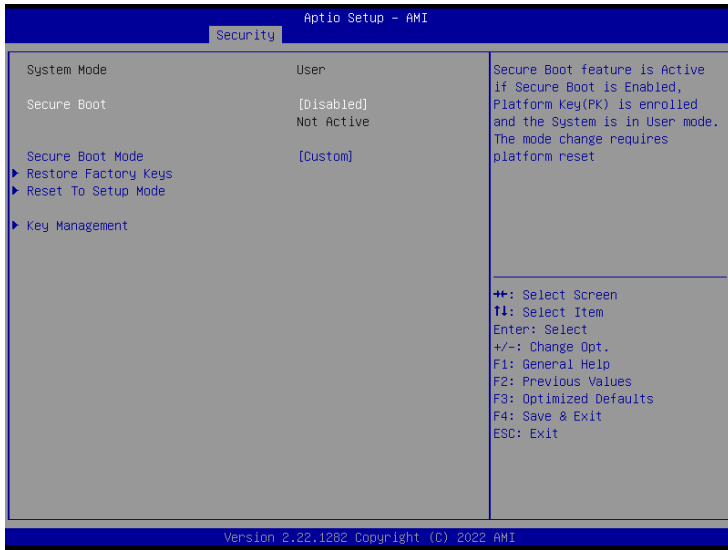 Aptio Setup - AMI
Security
System Mode User
Secure Boot [Disabled]
Not Active
Secure Boot Mode [Custom]
Restore Factory Keys
Reset To Setup Mode
Key Management
Secure Boot feature is Active
if Secure Boot is Enabled,
Platform Key(PK) is enrolled
and the System is in User mode.
The mode change requires
platform reset
→←: Select Screen
↑↓: Select Item
Enter: Select
+/-: Change Opt.
F1: General Help
F2: Previous Values
F3: Optimized Defaults
F4: Save & Exit
ESC: Exit
Version 2.22.1282 Copyright (C) 2022 AMI